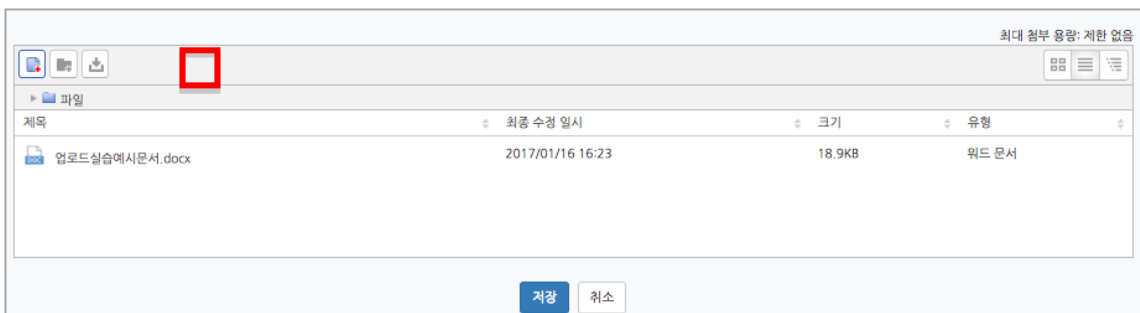 최대 첨부 용량: 제한 없음
파일
제목 최종 수정 일시 크기 유형
DOC 업로드실습예시문서.docx 2017/01/16 16:23 18.9KB 워드 문서
저장 취소